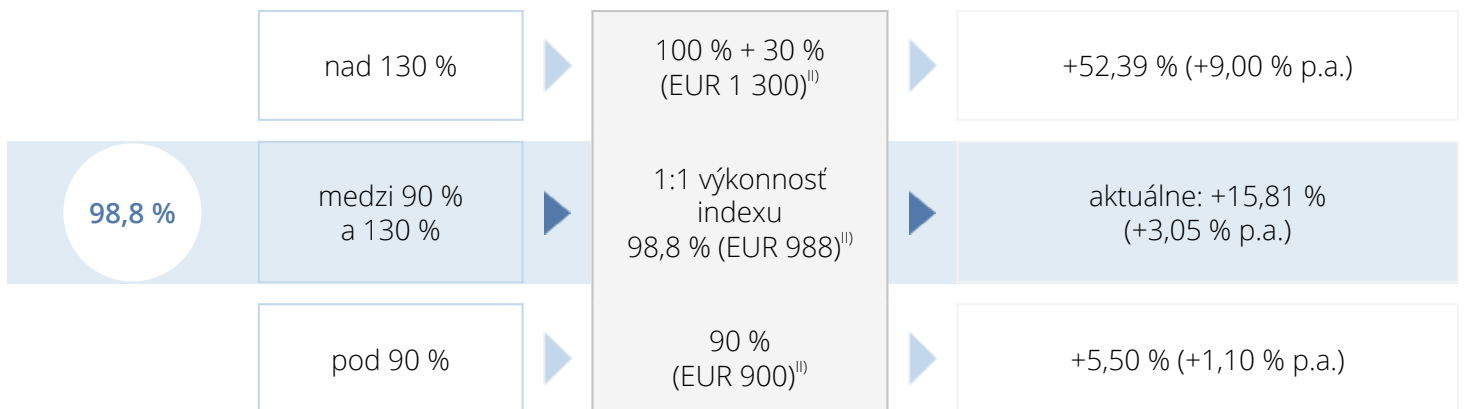 nad 130 %
100 % + 30 %
(EUR 1 300)II)
+52,39 % (+9,00 % p.a.)
98,8 %
medzi 90 %
a 130 %
1:1 výkonnosť
indexu
98,8 % (EUR 988)II)
aktuálne: +15,81 %
(+3,05 % p.a.)
pod 90 %
90 %
(EUR 900)II)
+5,50 % (+1,10 % p.a.)